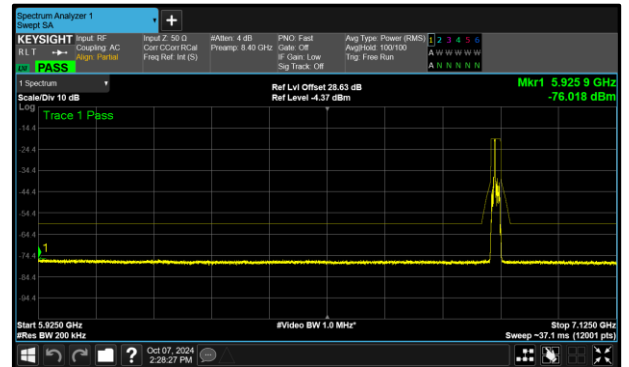 Spectrum Analyzer 1
Swept SA
+
KEYSIGHT Input: RF Input Z: 50 Ω #Atten: 4 dB PNO: Fast Avg Type: Power (RMS) 1 2 3 4 5 6
RLT Coupling: AC Corr CCorr RCal Preamp: 8.40 GHz Gate: Off Avg|Hold: 100/100 A W W W W W
Align: Partial Freq Ref: Int (S) IF Gain: Low Trig: Free Run
PASS Sig Track: Off A N N N N N
1 Spectrum Ref Lvl Offset 28.63 dB Mkr1 5.925 9 GHz
Scale/Div 10 dB Ref Level -4.37 dBm -76.018 dBm
Log
Trace 1 Pass
-14.4
-24.4
-34.4
-44.4
-54.4
-64.4
1
-74.4
-84.4
-94.4
Start 5.9250 GHz #Video BW 1.0 MHz* Stop 7.1250 GHz
#Res BW 200 kHz Sweep ~37.1 ms (12001 pts)
? Oct 07, 2024
2:28:27 PM